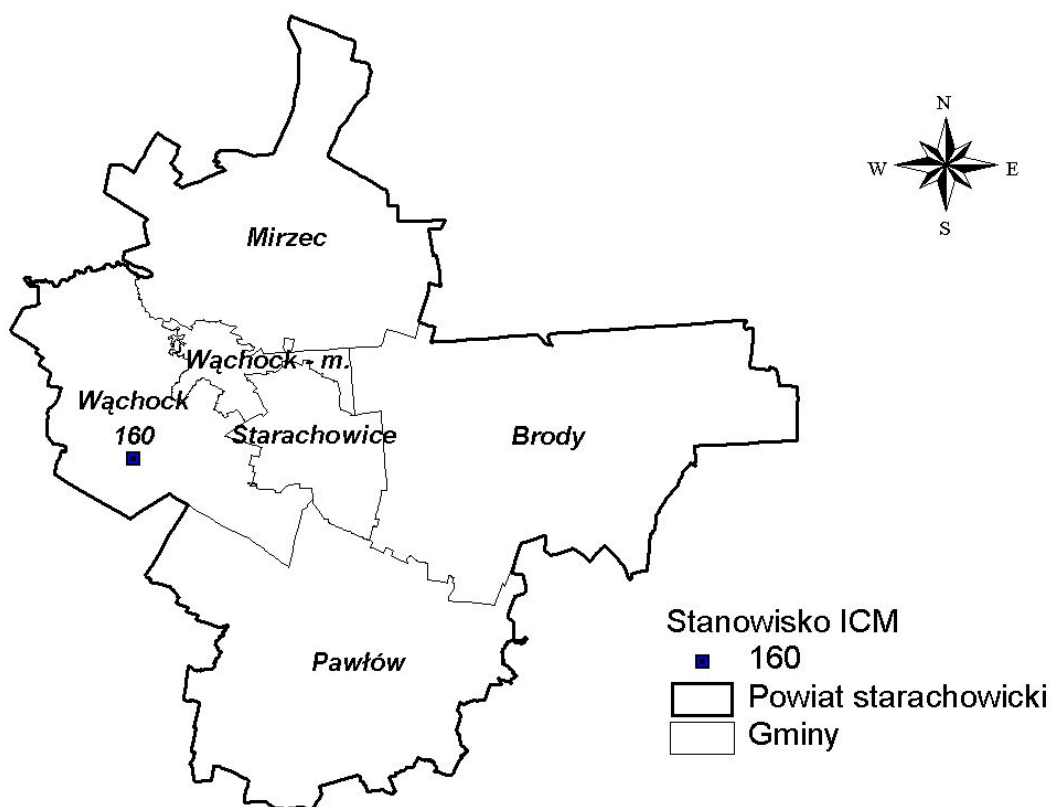 N
W E
S
Mirzec
Wąchock - m.
Wąchock
160
Starachowice
Brody
Pawłów
Stanowisko ICM
160
Powiat starachowicki
Gminy